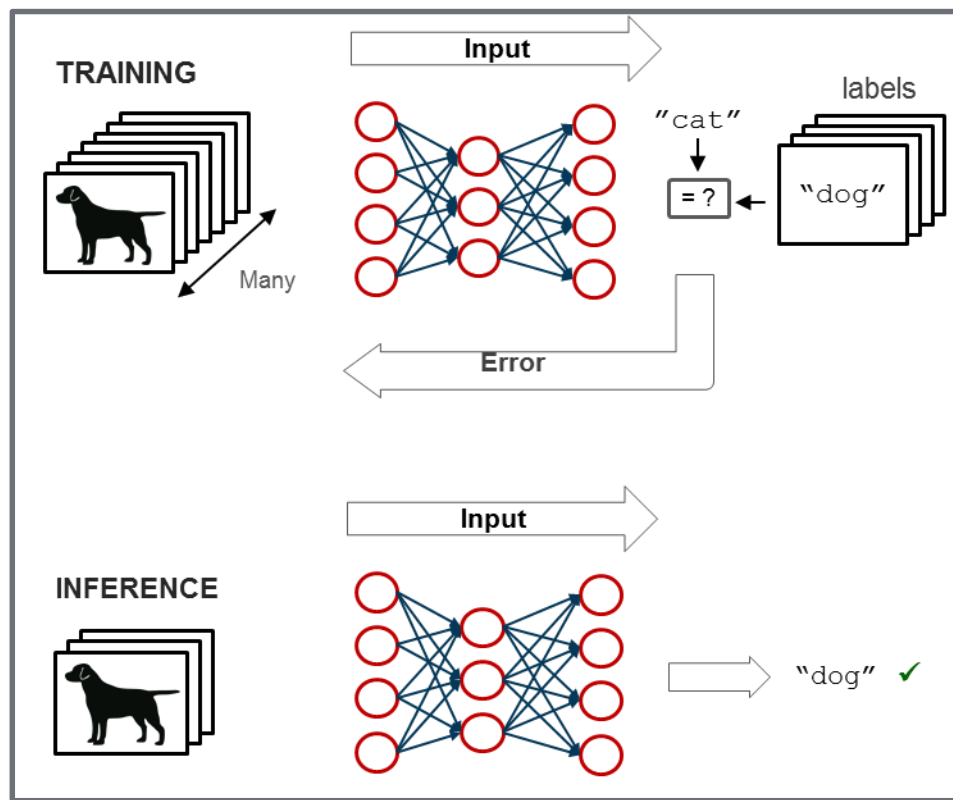 Input
TRAINING
labels
”cat”
= ?
“dog”
Many
Error
Input
INFERENCE
“dog” ✓